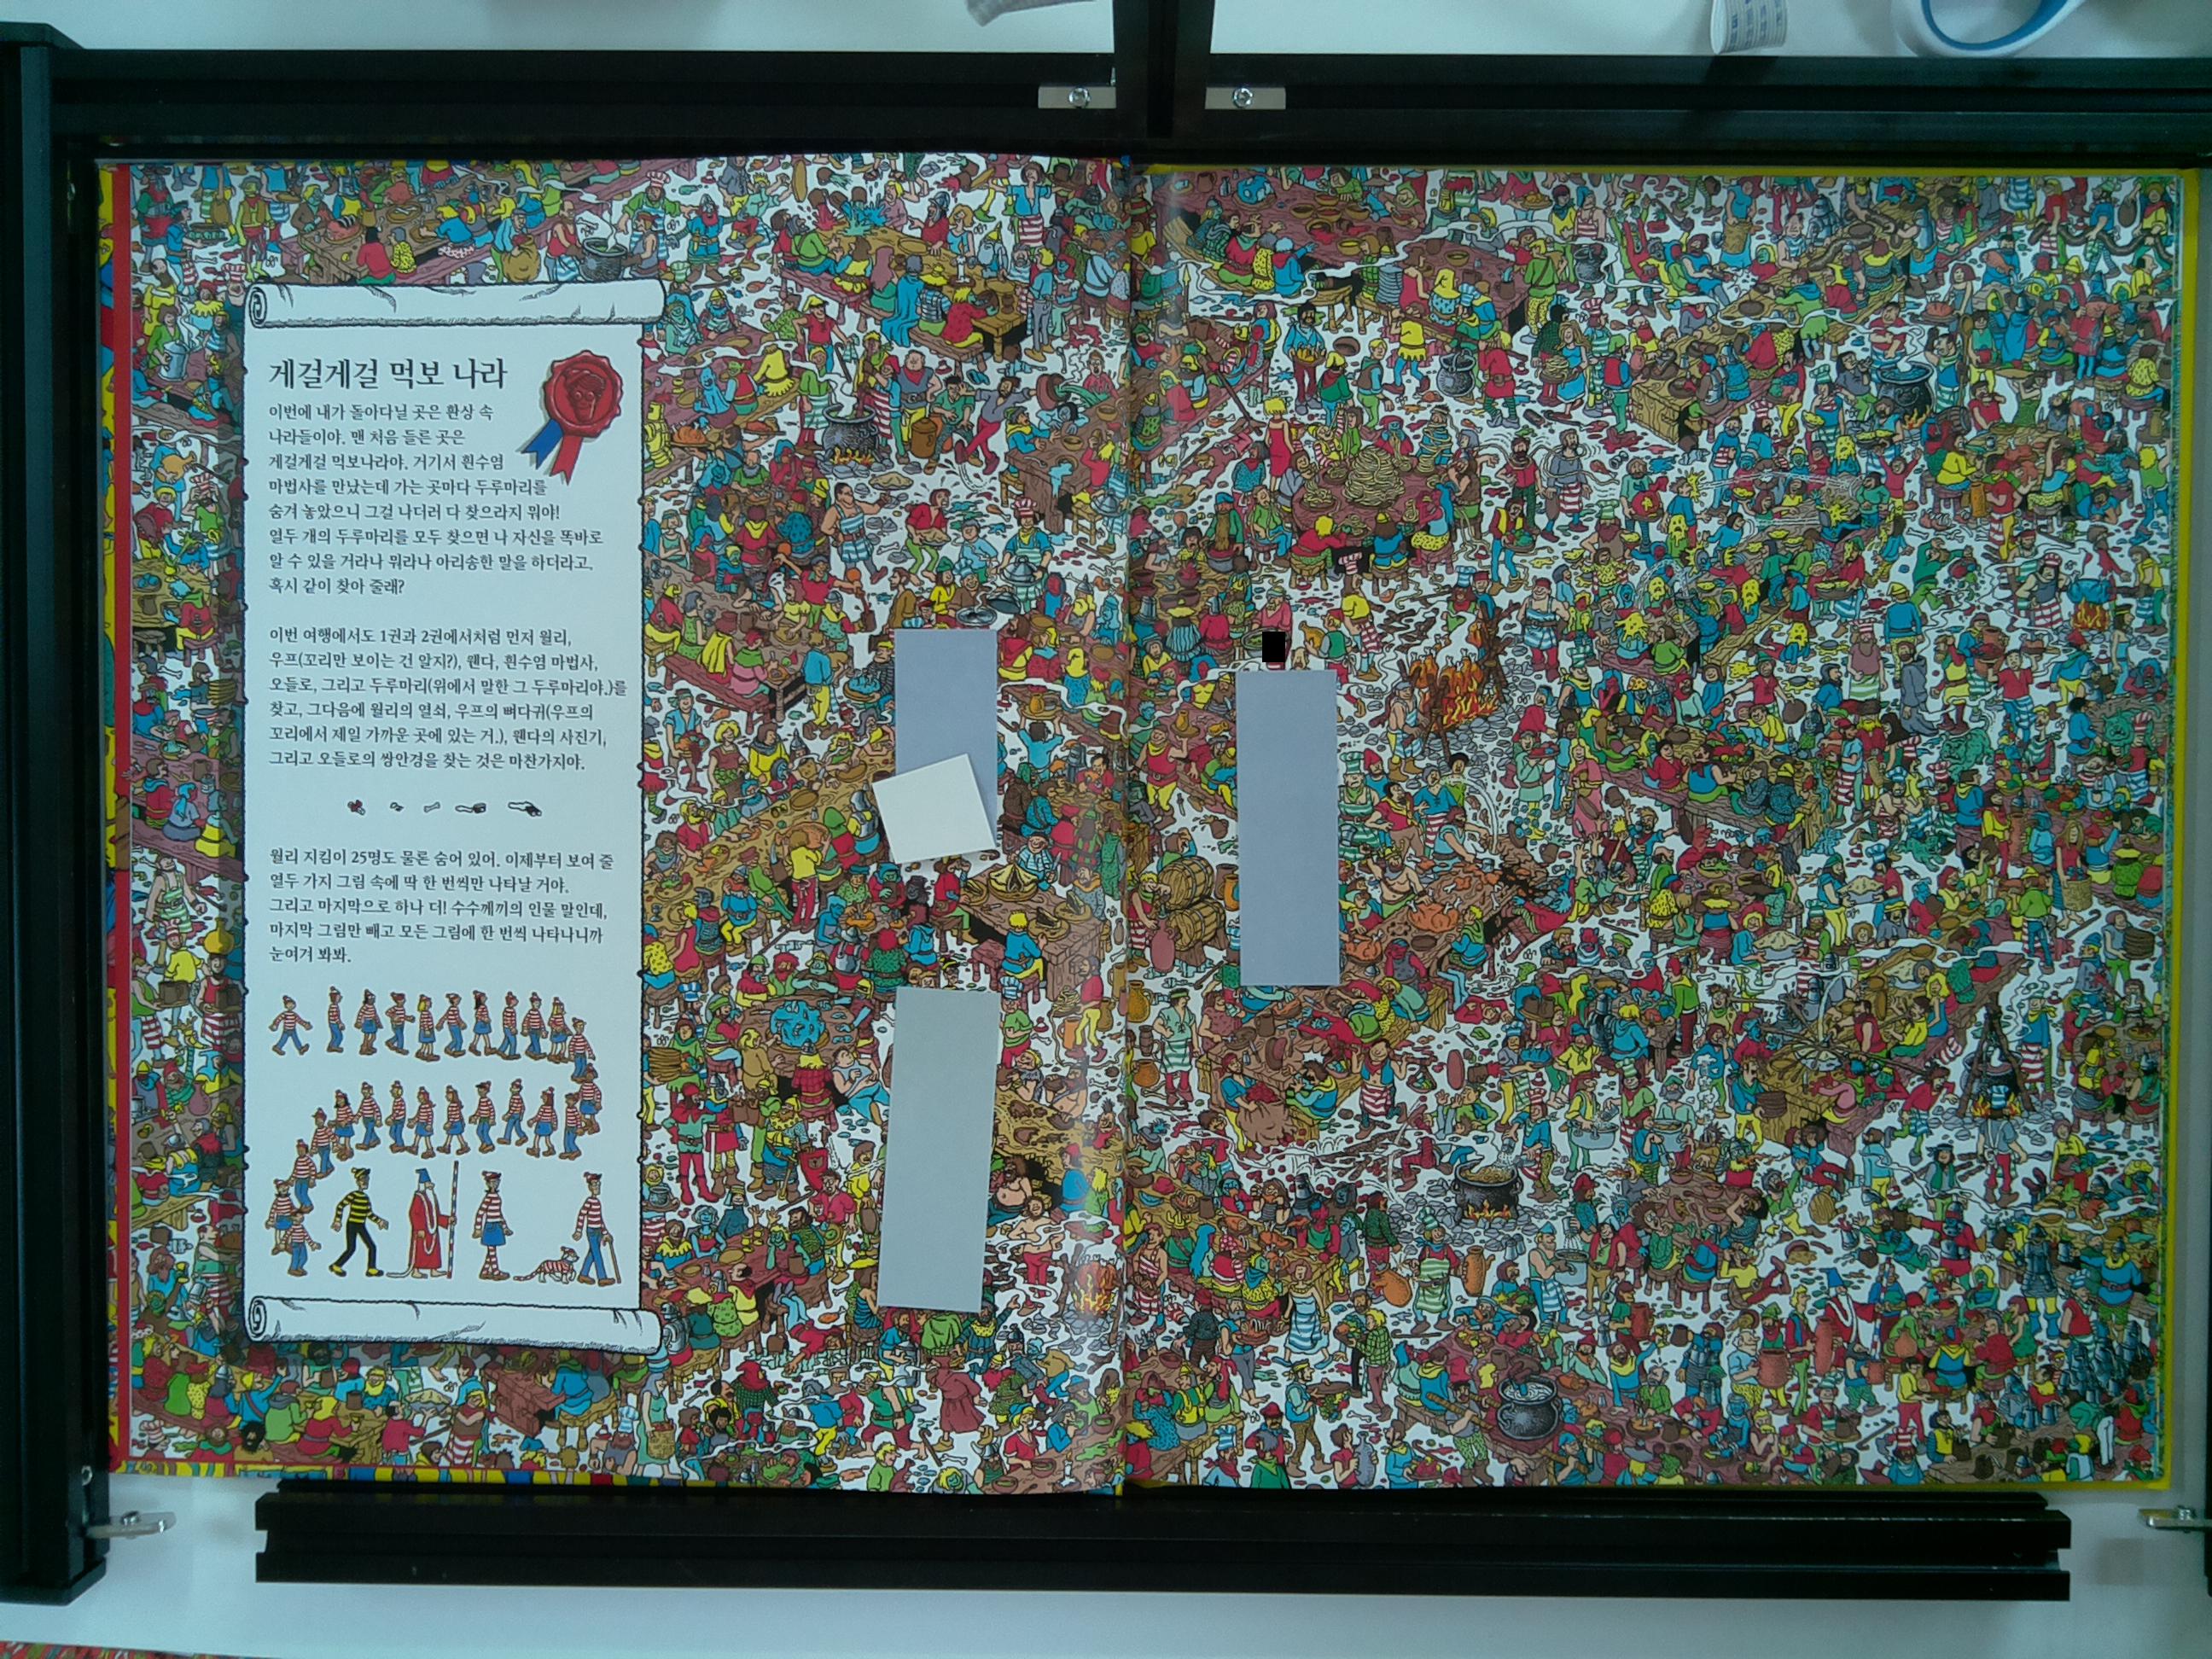 게걸게걸 먹보 나라
이번에 내가 돌아다닐 곳은 환상 속
나라들이야. 맨 처음 들른 곳은
게걸게걸 먹보나라야. 거기서 흰수염
마법사를 만났는데 가는 곳마다 두루마리를
숨겨 놓았으니 그걸 나더러 다 찾으라지 뭐야!
열두 개의 두루마리를 모두 찾으면 나 자신을 똑바로
알 수 있을 거라나 뭐라나 아리송한 말을 하더라고.
혹시 같이 찾아 줄래?
이번 여행에서도 1권과 2권에서처럼 먼저 월리,
우프(꼬리만 보이는 건 알지?), 웬다, 흰수염 마법사,
오들로, 그리고 두루마리(위에서 말한 그 두루마리야.)를
찾고, 그다음에 월리의 열쇠, 우프의 뼈다귀(우프의
꼬리에서 제일 가까운 곳에 있는 거.), 웬다의 사진기,
그리고 오들로의 쌍안경을 찾는 것은 마찬가지야.
월리 지킴이 25명도 물론 숨어 있어. 이제부터 보여 줄
열두 가지 그림 속에 딱 한 번씩만 나타날 거야.
그리고 마지막으로 하나 더! 수수께끼의 인물 말인데,
마지막 그림만 빼고 모든 그림에 한 번씩 나타나니까
눈여겨 봐봐.